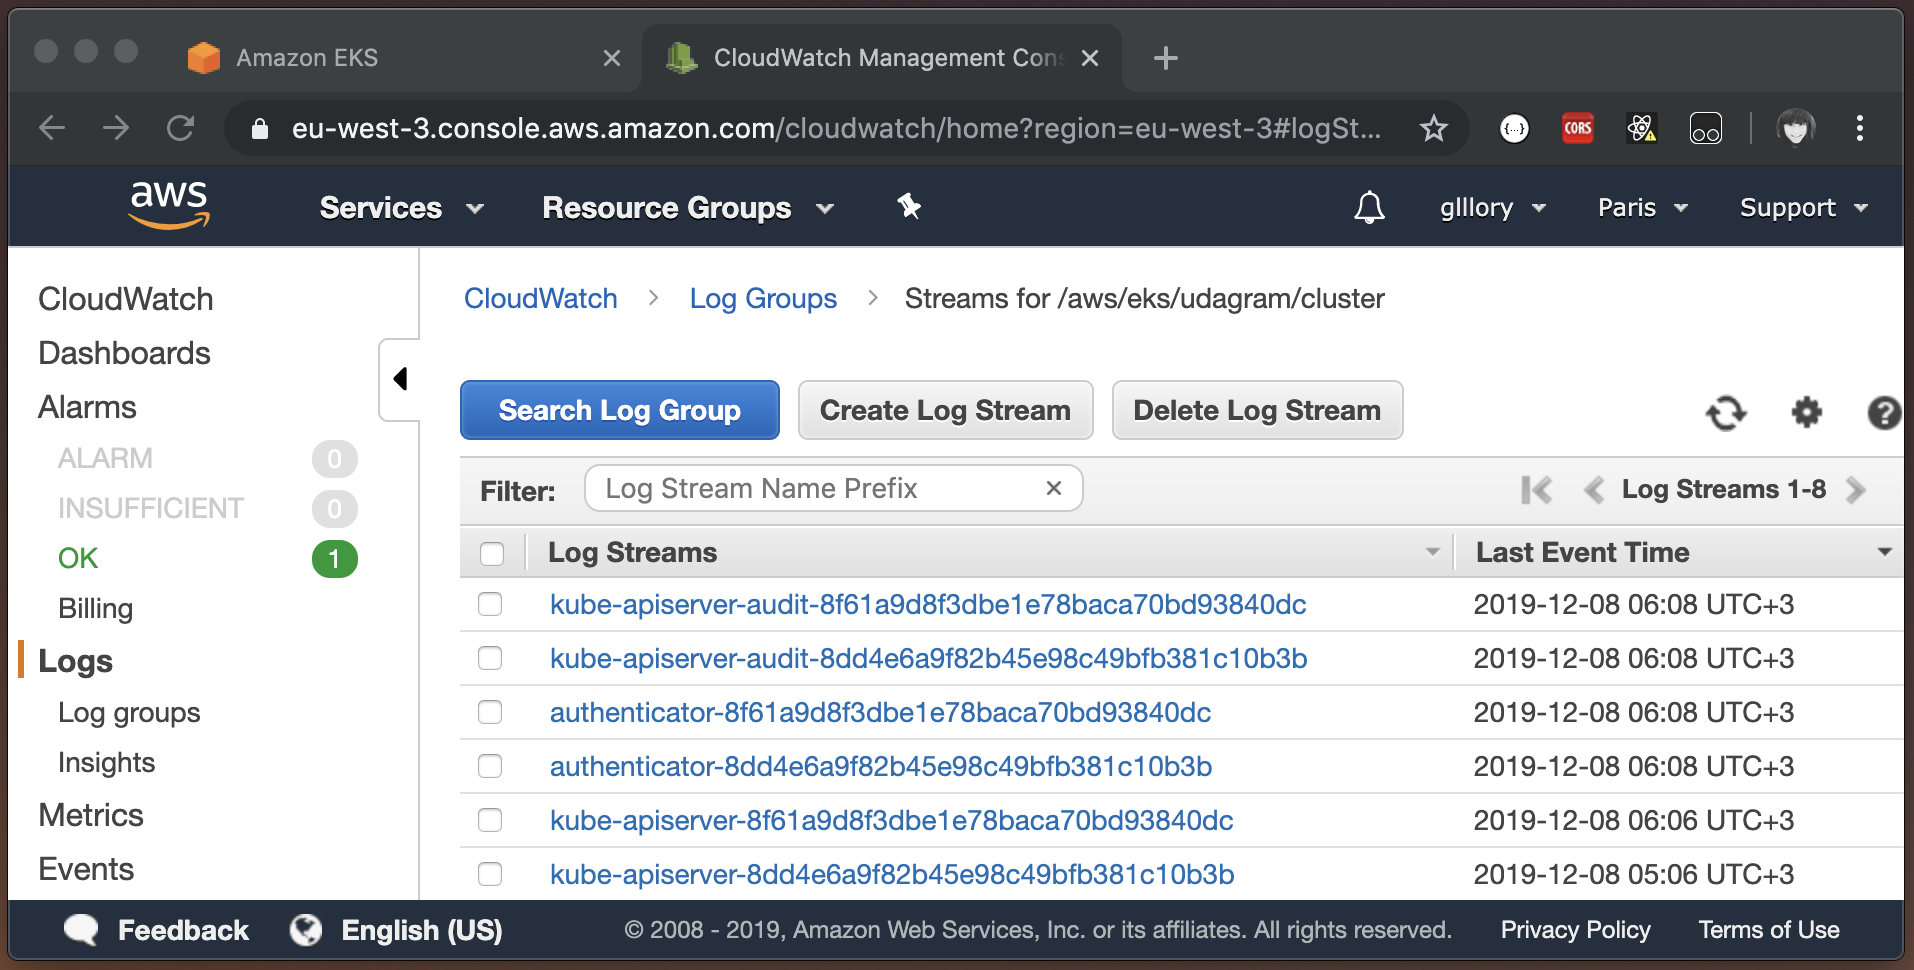 Amazon EKS
CloudWatch Management Cons
eu-west-3.console.aws.amazon.com/cloudwatch/home?region=eu-west-3#logSt...
{...}
CORS
aws
Services
Resource Groups
glllory
Paris
Support
CloudWatch
Dashboards
Alarms
ALARM 0
INSUFFICIENT 0
OK 1
Billing
Logs
Log groups
Insights
Metrics
Events
CloudWatch > Log Groups > Streams for /aws/eks/udagram/cluster
Search Log Group
Create Log Stream
Delete Log Stream
Filter: Log Stream Name Prefix
Log Streams 1-8
Log Streams Last Event Time
kube-apiserver-audit-8f61a9d8f3dbe1e78baca70bd93840dc 2019-12-08 06:08 UTC+3
kube-apiserver-audit-8dd4e6a9f82b45e98c49bfb381c10b3b 2019-12-08 06:08 UTC+3
authenticator-8f61a9d8f3dbe1e78baca70bd93840dc 2019-12-08 06:08 UTC+3
authenticator-8dd4e6a9f82b45e98c49bfb381c10b3b 2019-12-08 06:08 UTC+3
kube-apiserver-8f61a9d8f3dbe1e78baca70bd93840dc 2019-12-08 06:06 UTC+3
kube-apiserver-8dd4e6a9f82b45e98c49bfb381c10b3b 2019-12-08 05:06 UTC+3
Feedback
English (US)
© 2008 - 2019, Amazon Web Services, Inc. or its affiliates. All rights reserved.
Privacy Policy
Terms of Use